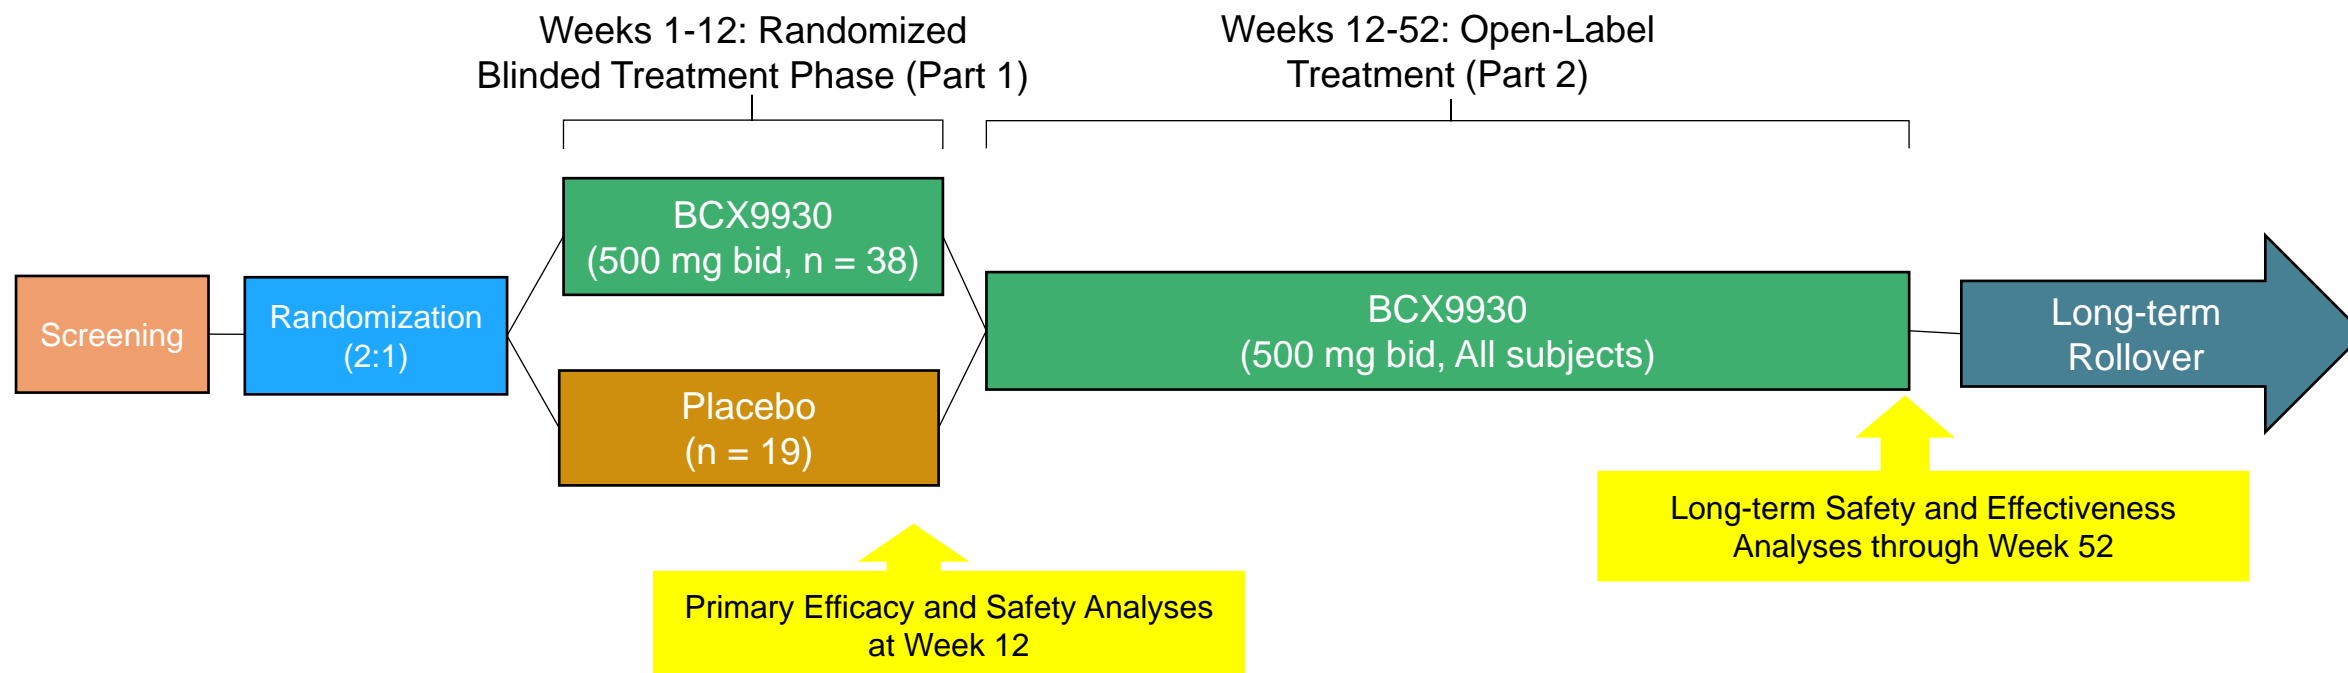 Weeks 1-12: Randomized
Blinded Treatment Phase (Part 1)
Weeks 12-52: Open-Label
Treatment (Part 2)
Screening
Randomization
(2:1)
BCX9930
(500 mg bid, n = 38)
Placebo
(n = 19)
BCX9930
(500 mg bid, All subjects)
Long-term
Rollover
Primary Efficacy and Safety Analyses
at Week 12
Long-term Safety and Effectiveness
Analyses through Week 52